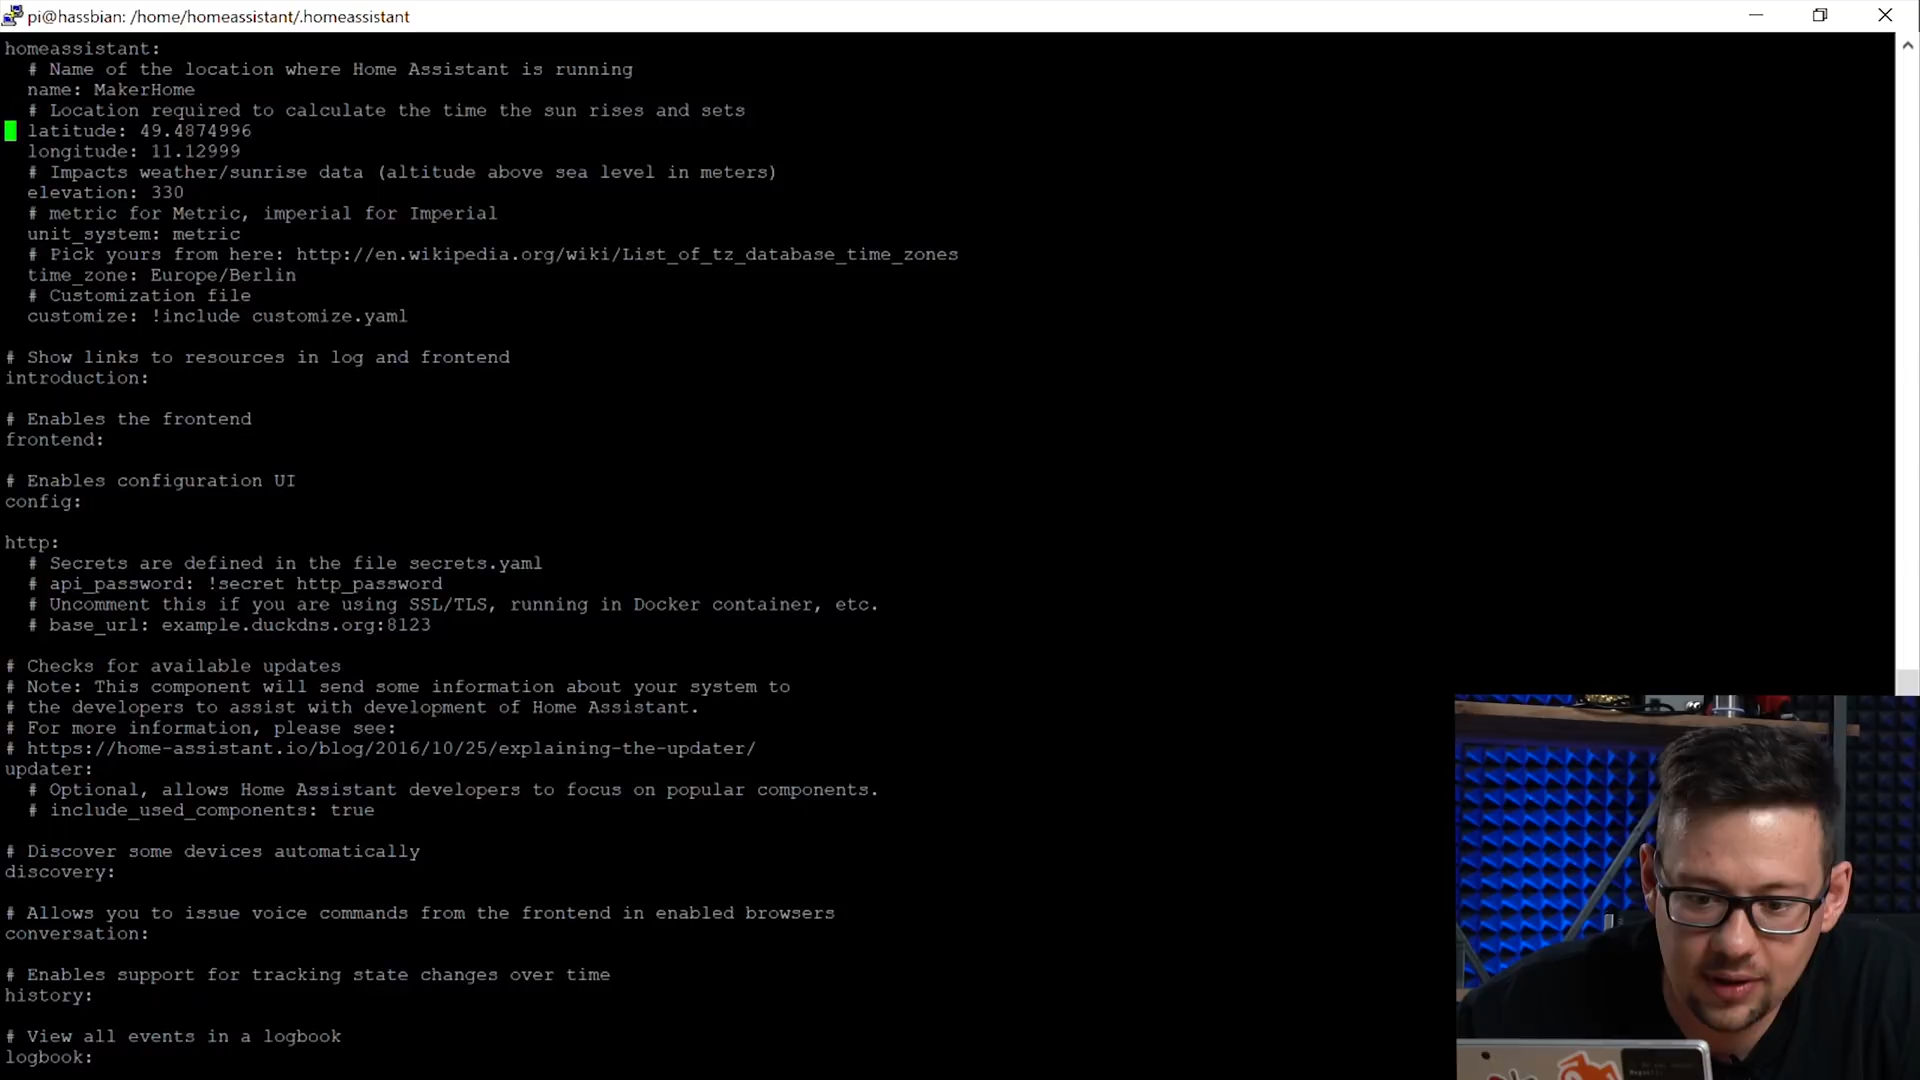 pi@hassbian: /home/homeassistant/.homeassistant
homeassistant:
  # Name of the location where Home Assistant is running
  name: MakerHome
  # Location required to calculate the time the sun rises and sets
  latitude: 49.4874996
  longitude: 11.12999
  # Impacts weather/sunrise data (altitude above sea level in meters)
  elevation: 330
  # metric for Metric, imperial for Imperial
  unit_system: metric
  # Pick yours from here: http://en.wikipedia.org/wiki/List_of_tz_database_time_zones
  time_zone: Europe/Berlin
  # Customization file
  customize: !include customize.yaml

# Show links to resources in log and frontend
introduction:

# Enables the frontend
frontend:

# Enables configuration UI
config:

http:
  # Secrets are defined in the file secrets.yaml
  # api_password: !secret http_password
  # Uncomment this if you are using SSL/TLS, running in Docker container, etc.
  # base_url: example.duckdns.org:8123

# Checks for available updates
# Note: This component will send some information about your system to
# the developers to assist with development of Home Assistant.
# For more information, please see:
# https://home-assistant.io/blog/2016/10/25/explaining-the-updater/
updater:
  # Optional, allows Home Assistant developers to focus on popular components.
  # include_used_components: true

# Discover some devices automatically
discovery:

# Allows you to issue voice commands from the frontend in enabled browsers
conversation:

# Enables support for tracking state changes over time
history:

# View all events in a logbook
logbook: